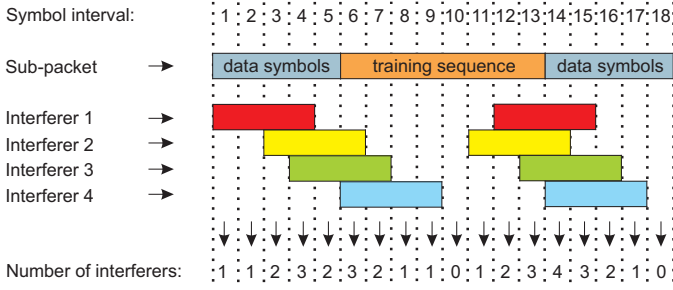 Symbol interval: 1 2 3 4 5 6 7 8 9 10 11 12 13 14 15 16 17 18
Sub-packet data symbols training sequence data symbols
Interferer 1
Interferer 2
Interferer 3
Interferer 4
Number of interferers: 1 1 2 3 2 3 2 1 1 0 1 2 3 4 3 2 1 0